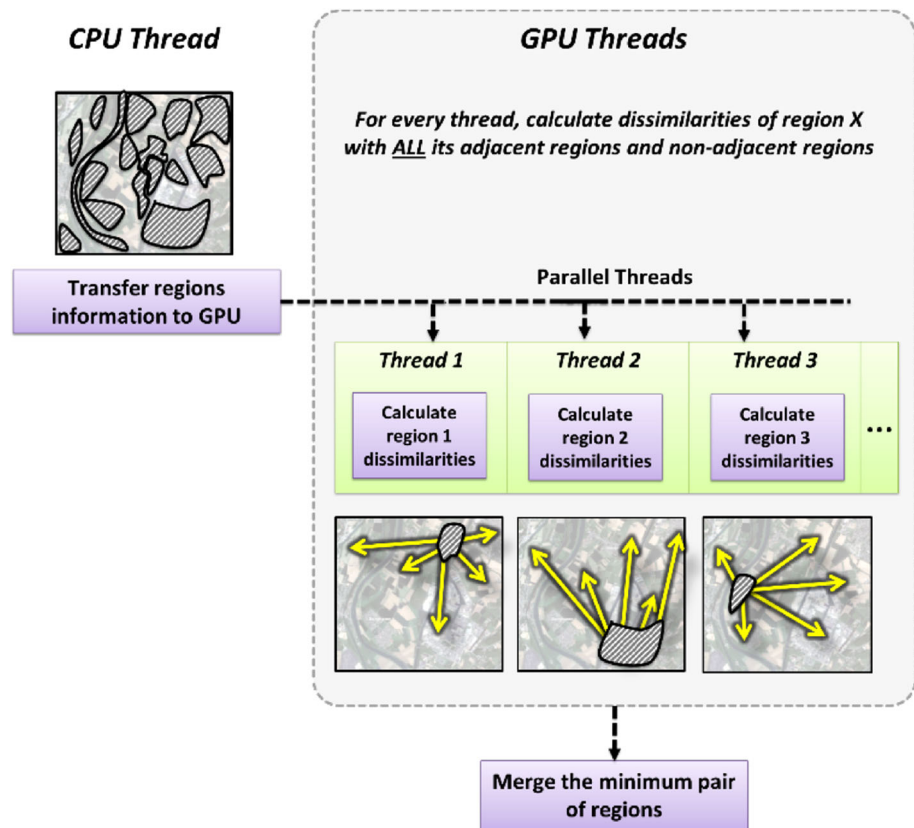 CPU Thread
GPU Threads
For every thread, calculate dissimilarities of region X
with ALL its adjacent regions and non-adjacent regions
Transfer regions
information to GPU
Parallel Threads
Thread 1
Thread 2
Thread 3
Calculate
region 1
dissimilarities
Calculate
region 2
dissimilarities
Calculate
region 3
dissimilarities
...
Merge the minimum pair
of regions